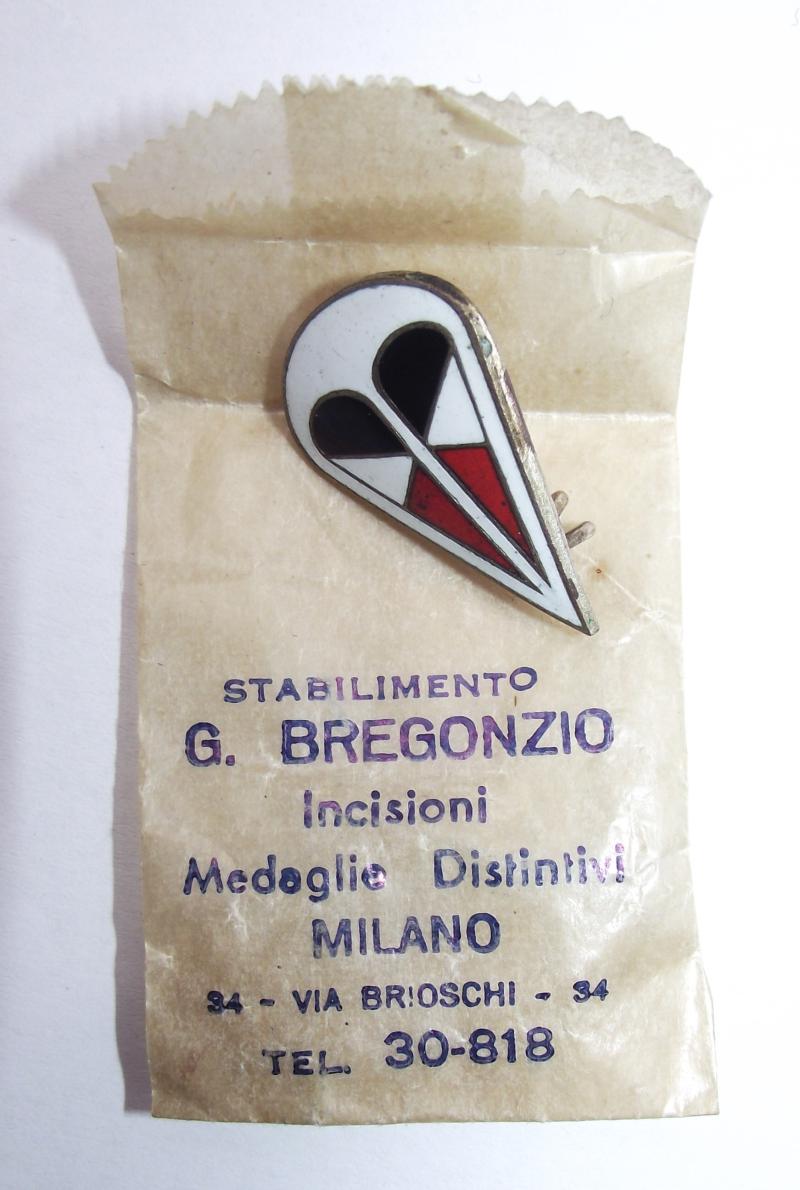 STABILIMENTO
G. BREGONZIO
Incisioni
Medaglie Distintivi
MILANO
34 - VIA BRIOSCHI - 34
TEL. 30-818